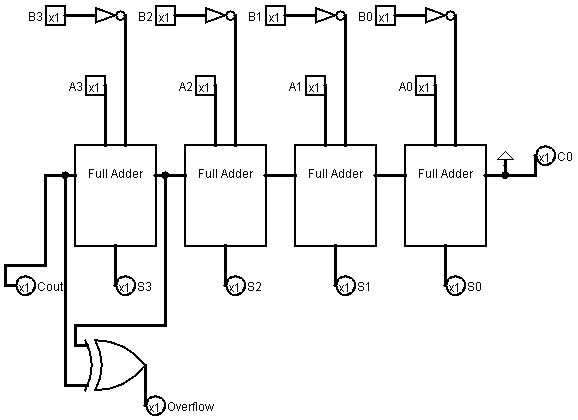 B3 x1 B2 x1 B1 x1 B0 x1
A3 x1 A2 x1 A1 x1 A0 x1
Full Adder Full Adder Full Adder Full Adder
x1 C0
x1 Cout x1 S3 x1 S2 x1 S1 x1 S0
x1 Overflow